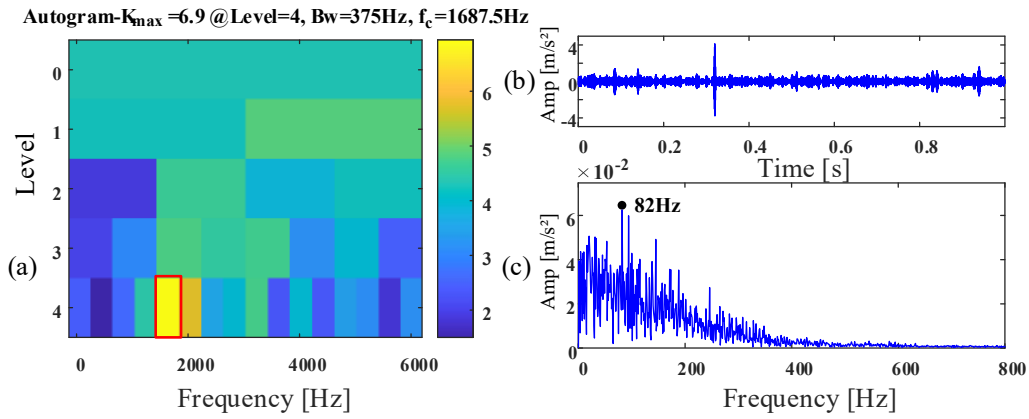 Autogram-Kmax =6.9 @Level=4, Bw=375Hz, fc=1687.5Hz
(a)
Level
0
1
2
3
4
0 2000 4000 6000
Frequency [Hz]
6
5
4
3
2
(b)
Amp [m/s²]
4
0
-4
0 0.2 0.4 0.6 0.8
Time [s]
× 10⁻²
(c)
Amp [m/s²]
6
4
2
0
82Hz
0 200 400 600 800
Frequency [Hz]